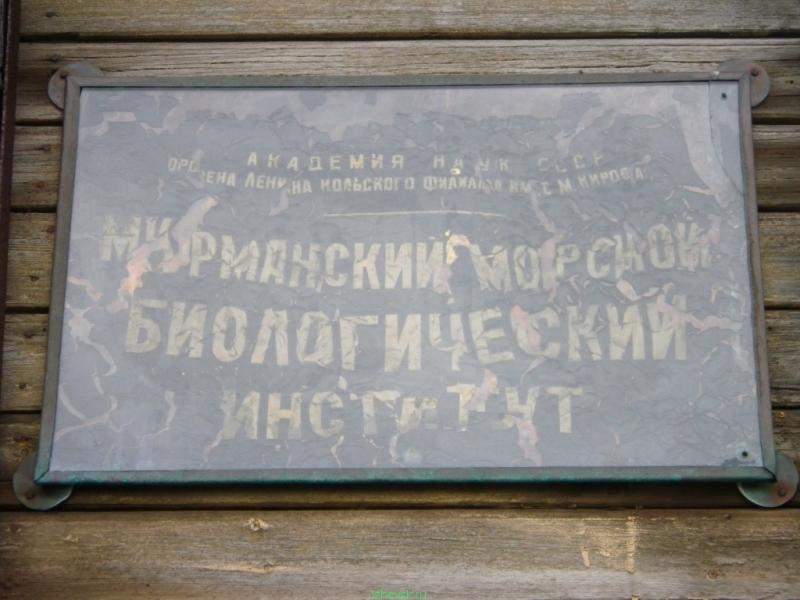 АКАДЕМИЯ НАУК СССР
ОРДЕНА ЛЕНИНА КОЛЬСКОГО ФИЛИАЛА ИМ. С.М. КИРОВА
МУРМАНСКИЙ МОРСКОЙ
БИОЛОГИЧЕСКИЙ
ИНСТИТУТ